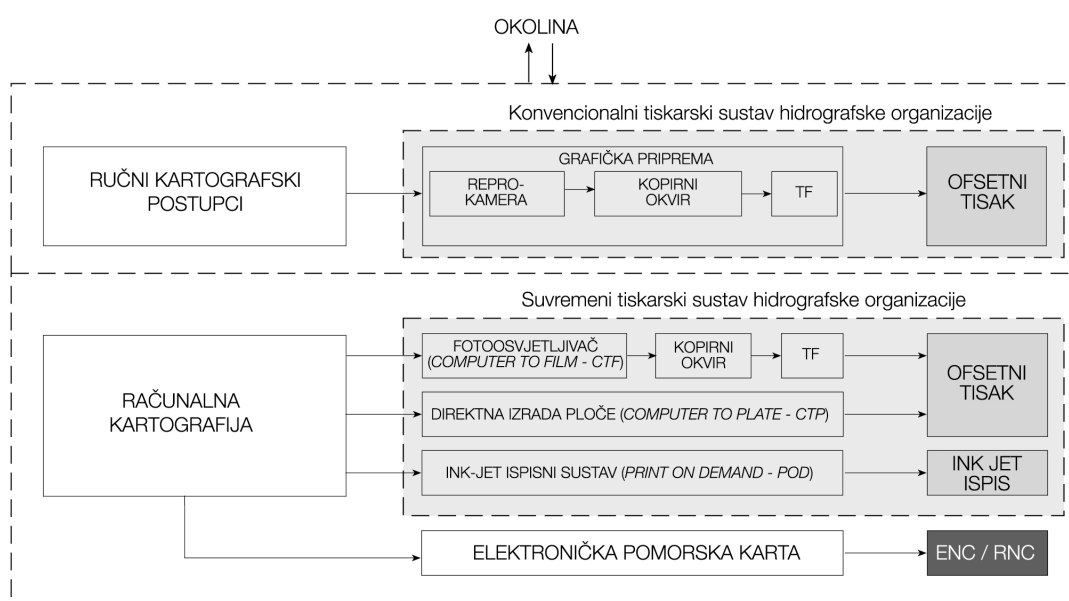 OKOLINA
Konvencionalni tiskarski sustav hidrografske organizacije
RUČNI KARTOGRAFSKI
POSTUPCI
GRAFIČKA PRIPREMA
REPRO-
KAMERA
KOPIRNI
OKVIR
TF
OFSETNI
TISAK
Suvremeni tiskarski sustav hidrografske organizacije
RAČUNALNA
KARTOGRAFIJA
FOTOOSVJETLJIVAČ
(COMPUTER TO FILM - CTF)
KOPIRNI
OKVIR
TF
OFSETNI
TISAK
DIREKTNA IZRADA PLOČE (COMPUTER TO PLATE - CTP)
INK-JET ISPISNI SUSTAV (PRINT ON DEMAND - POD)
INK JET
ISPIS
ELEKTRONIČKA POMORSKA KARTA
ENC / RNC